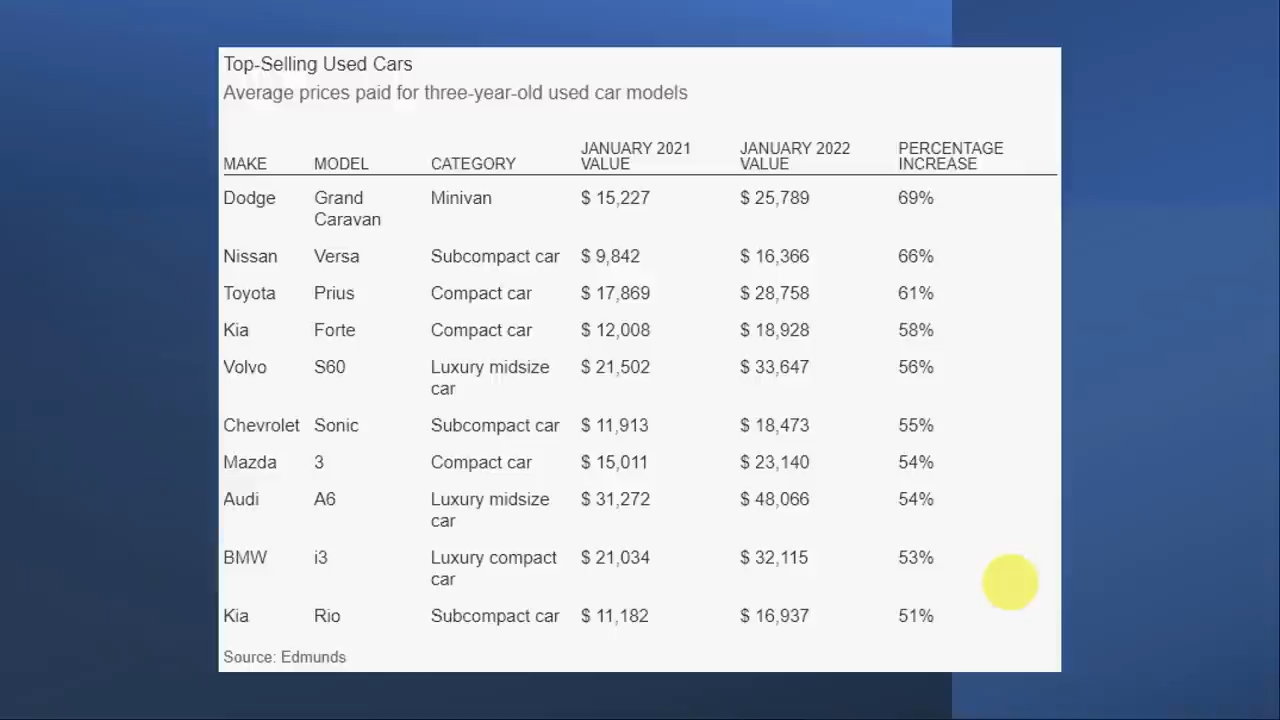 Top-Selling Used Cars
Average prices paid for three-year-old used car models
MAKE MODEL CATEGORY JANUARY 2021 VALUE JANUARY 2022 VALUE PERCENTAGE INCREASE
Dodge Grand Caravan Minivan $ 15,227 $ 25,789 69%
Nissan Versa Subcompact car $ 9,842 $ 16,366 66%
Toyota Prius Compact car $ 17,869 $ 28,758 61%
Kia Forte Compact car $ 12,008 $ 18,928 58%
Volvo S60 Luxury midsize car $ 21,502 $ 33,647 56%
Chevrolet Sonic Subcompact car $ 11,913 $ 18,473 55%
Mazda 3 Compact car $ 15,011 $ 23,140 54%
Audi A6 Luxury midsize car $ 31,272 $ 48,066 54%
BMW i3 Luxury compact car $ 21,034 $ 32,115 53%
Kia Rio Subcompact car $ 11,182 $ 16,937 51%
Source: Edmunds